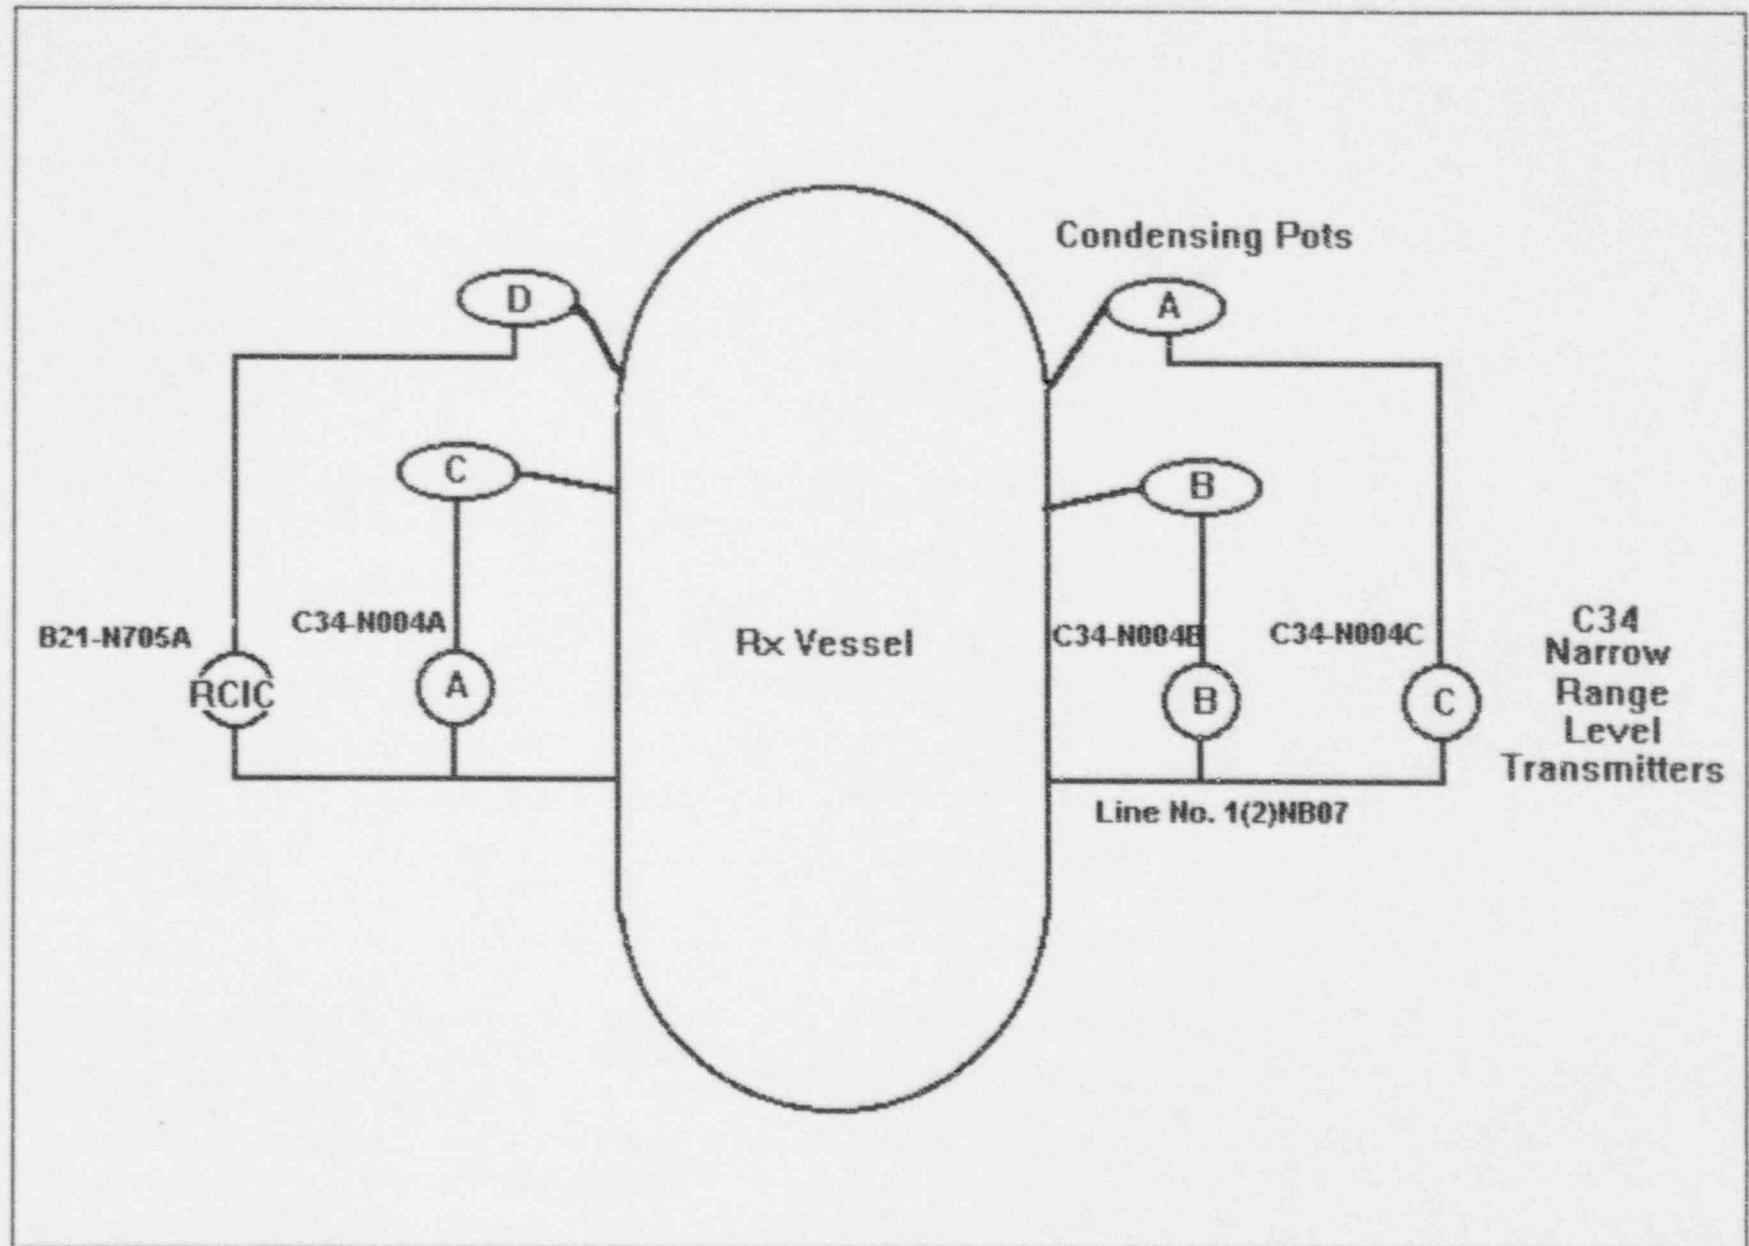 Condensing Pots
D
A
C
B
B21-N705A
C34-N004A
Rx Vessel
C34-N004B
C34-N004C
C34
Narrow
Range
Level
Transmitters
RCIC
A
B
C
Line No. 1(2)NB07